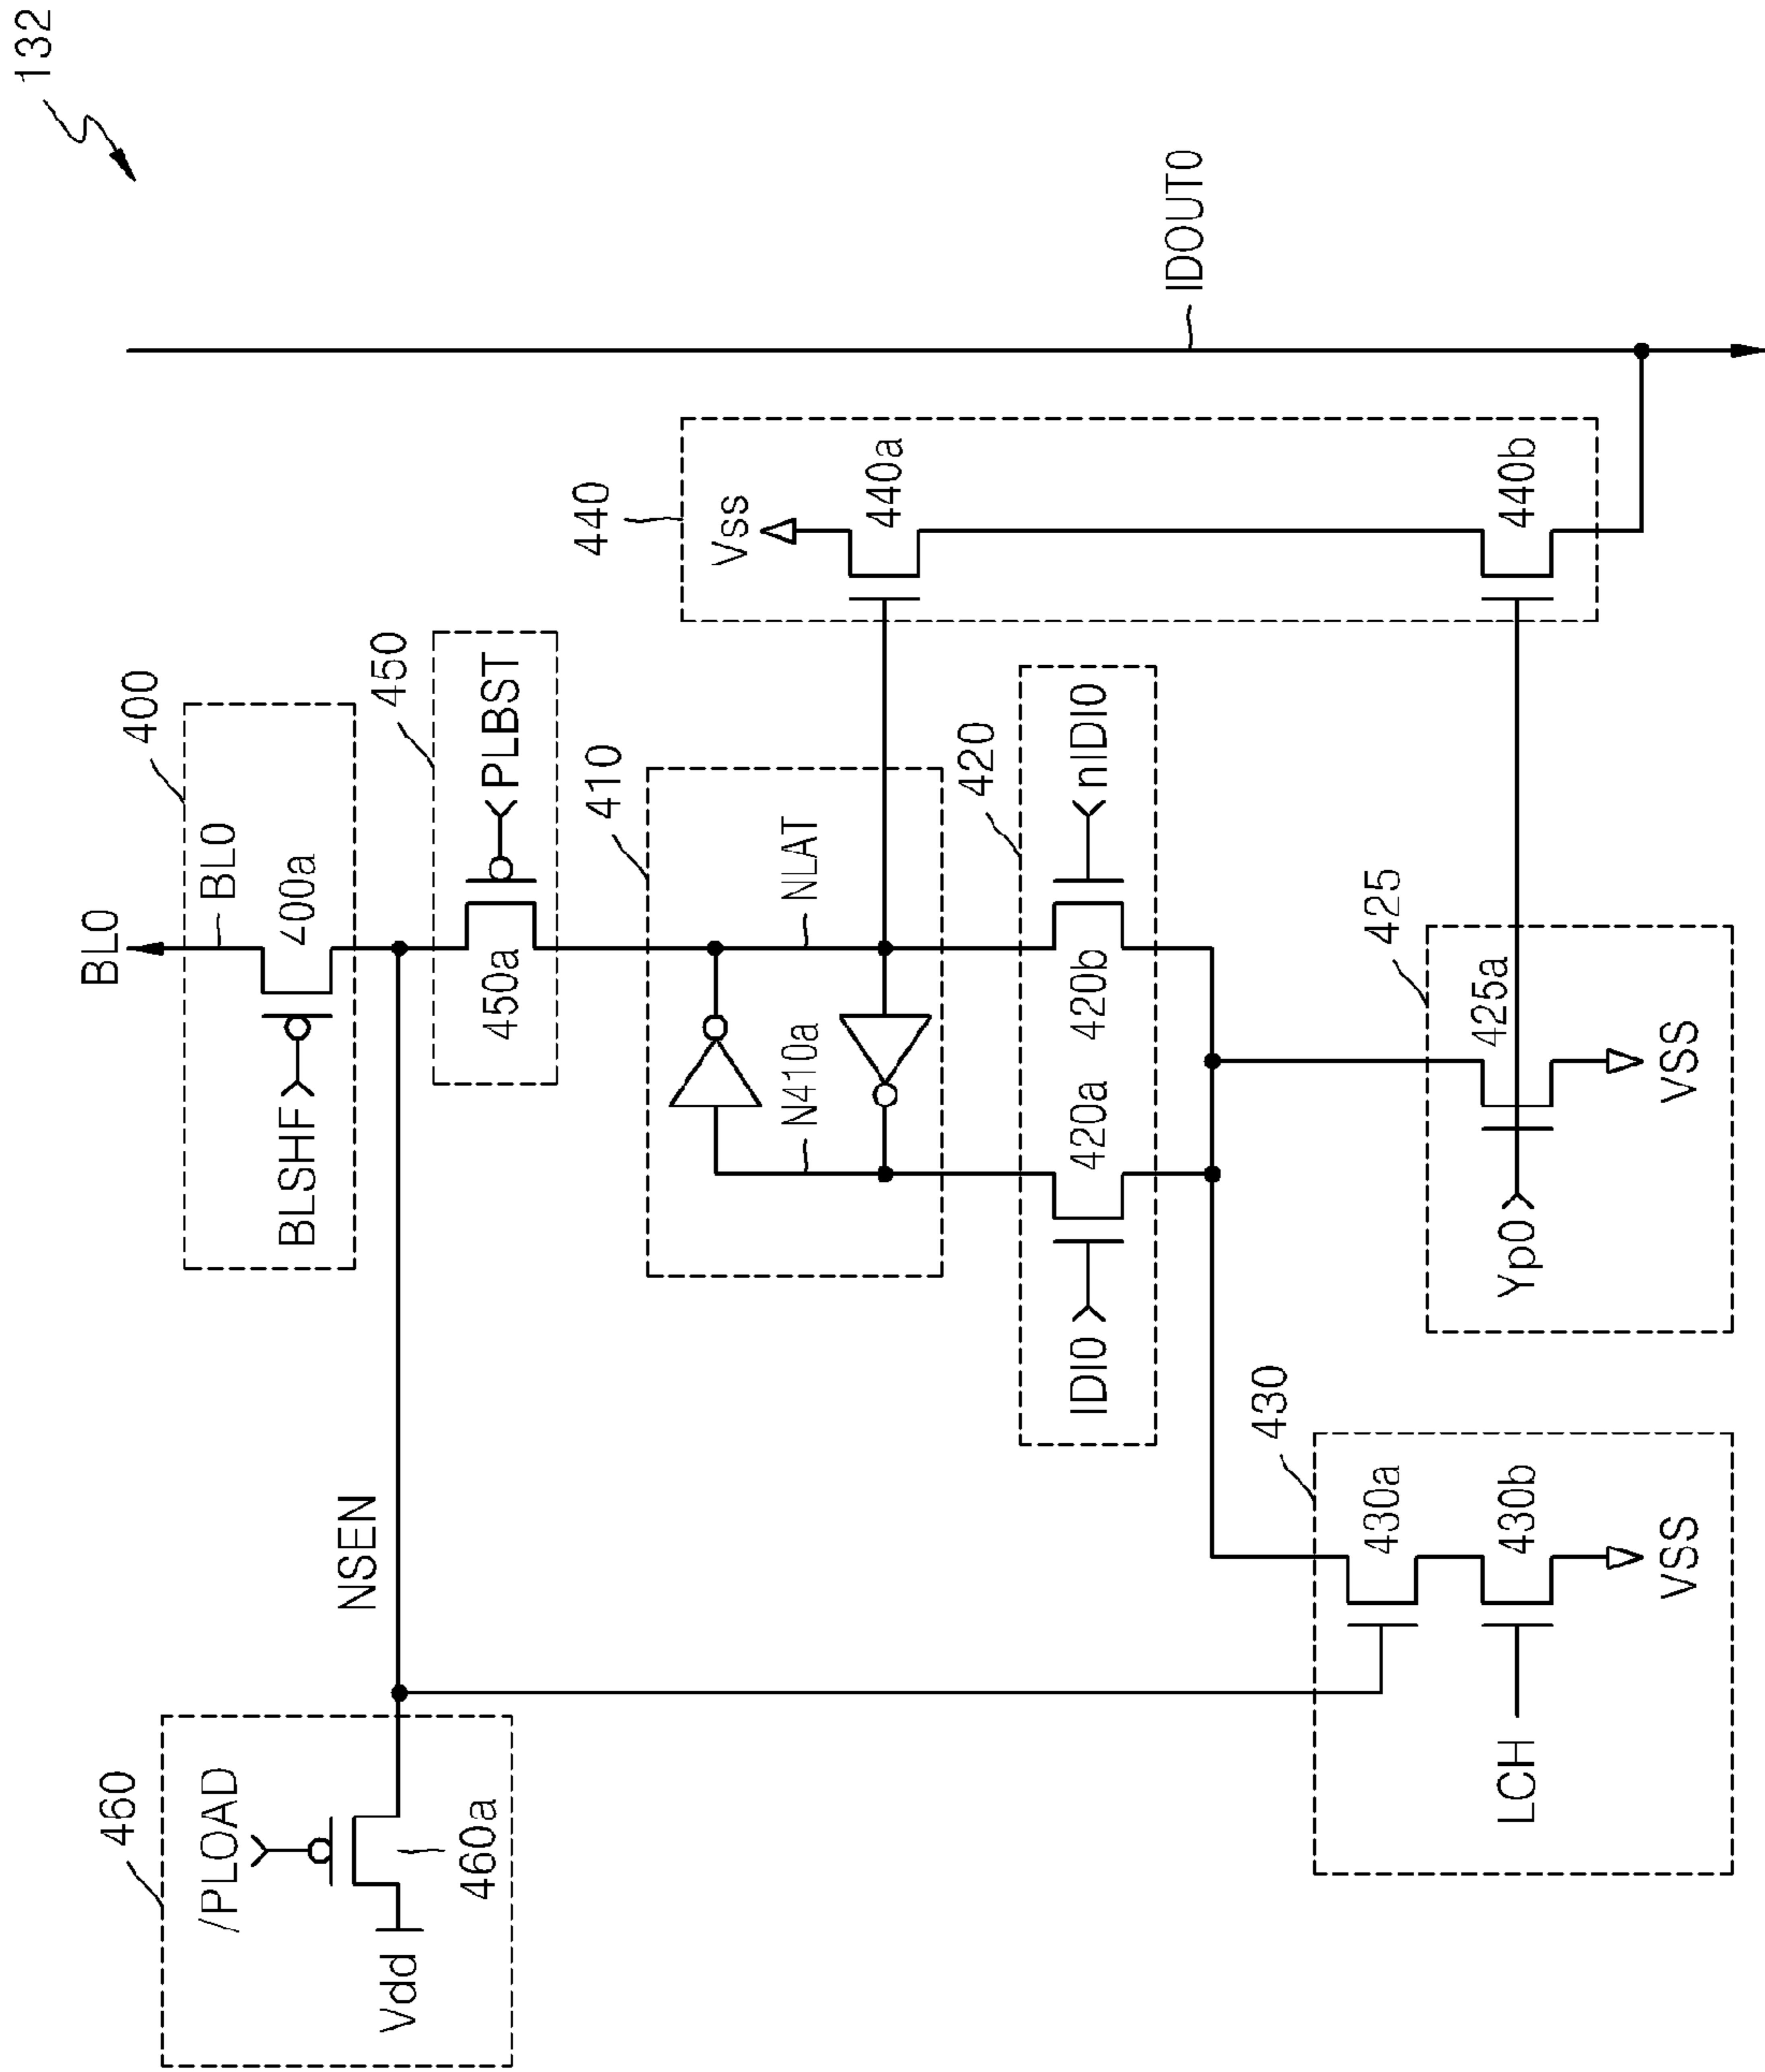 132
400
BL0
BL0
BLSHF
400a
450
PLBST
450a
460
/PLOAD
Vdd
460a
NSEN
410
NLAT
N410a
440
Vss
440a
440b
IDOUT0
420
IDI0
420a
420b
nIDI0
430
430a
430b
LCH
VSS
425
425a
Yp0
VSS